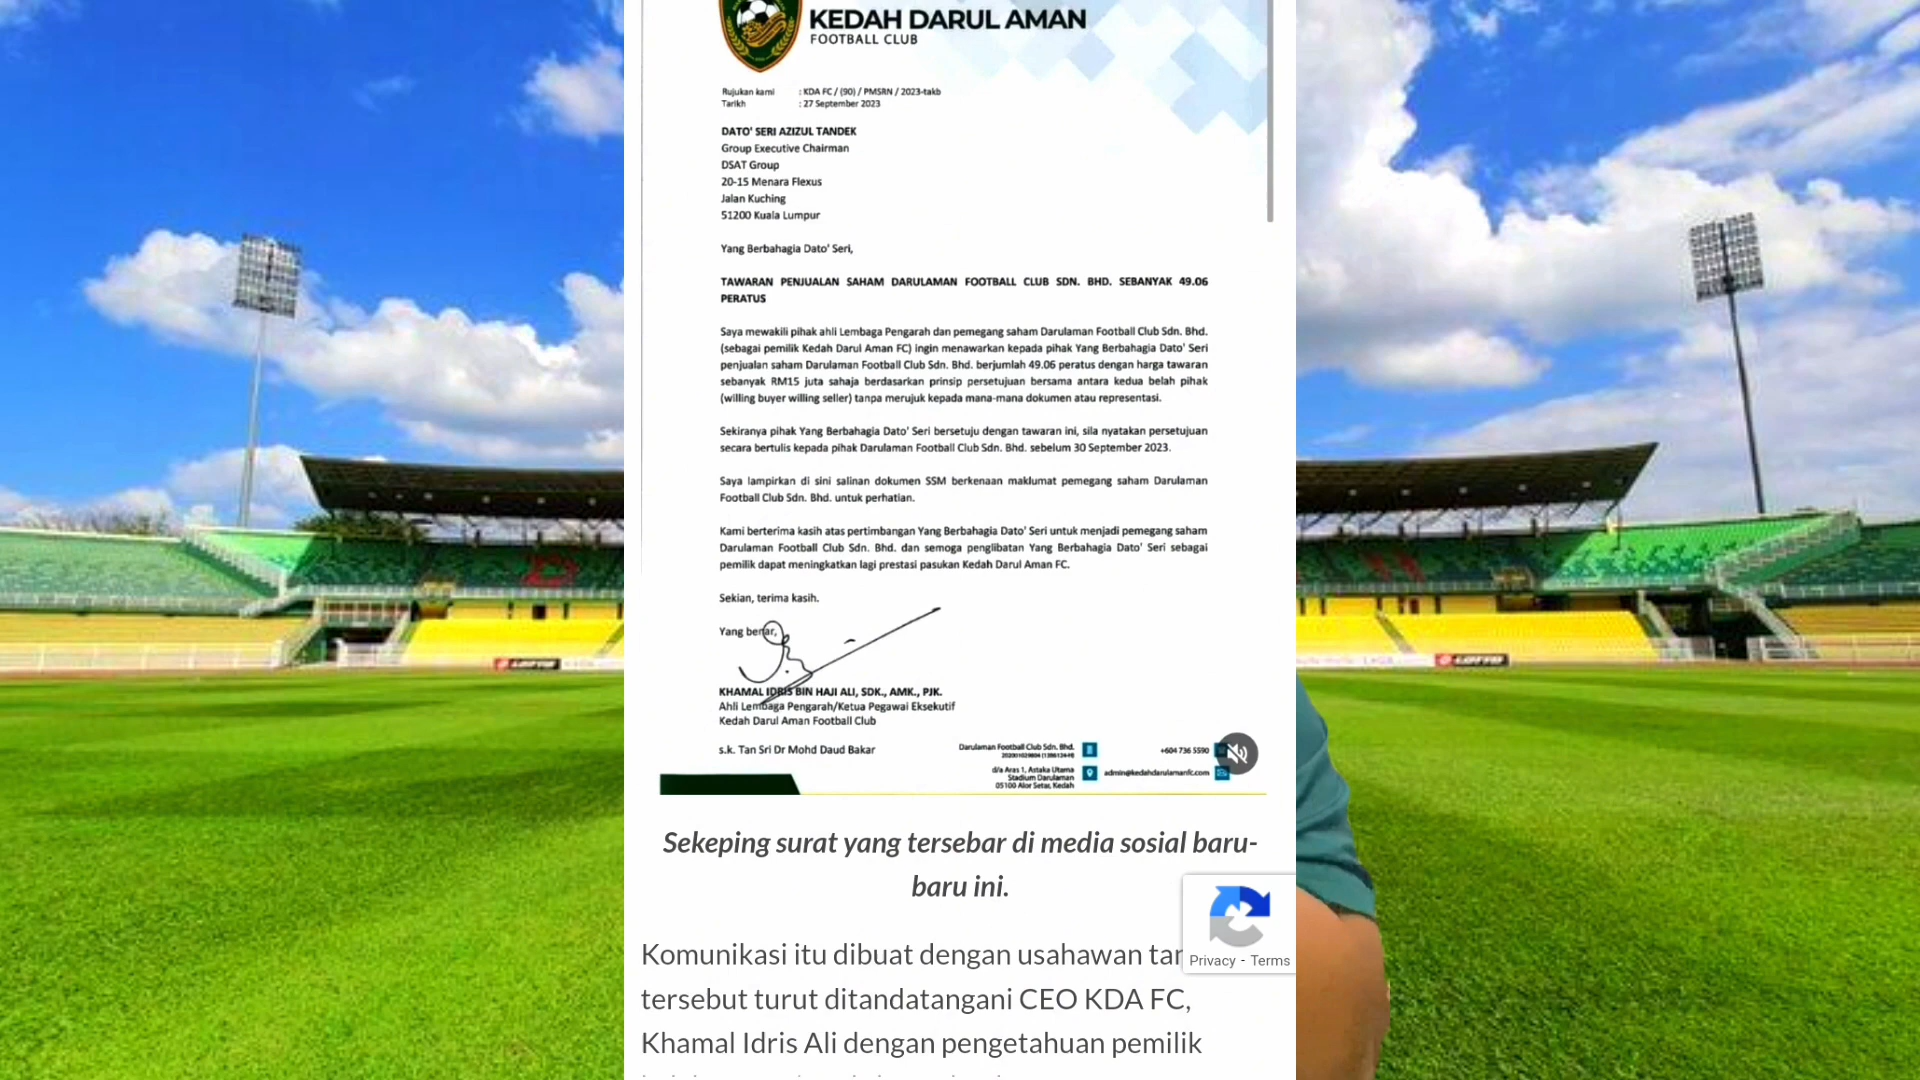 KEDAH DARUL AMAN
FOOTBALL CLUB
Rujukan kami : KDA FC / (90) / PMSRN / 2023-takb
Tarikh : 27 September 2023
DATO' SERI AZIZUL TANDEK
Group Executive Chairman
DSAT Group
20-15 Menara Flexus
Jalan Kuching
51200 Kuala Lumpur
Yang Berbahagia Dato' Seri,
TAWARAN PENJUALAN SAHAM DARULAMAN FOOTBALL CLUB SDN. BHD. SEBANYAK 49.06
PERATUS
Saya mewakili pihak ahli Lembaga Pengarah dan pemegang saham Darulaman Football Club Sdn. Bhd.
(sebagai pemilik Kedah Darul Aman FC) ingin menawarkan kepada pihak Yang Berbahagia Dato' Seri
penjualan saham Darulaman Football Club Sdn. Bhd. berjumlah 49.06 peratus dengan harga tawaran
sebanyak RM15 juta sahaja berdasarkan prinsip persetujuan bersama antara kedua belah pihak
(willing buyer willing seller) tanpa merujuk kepada mana-mana dokumen atau representasi.
Sekiranya pihak Yang Berbahagia Dato' Seri bersetuju dengan tawaran ini, sila nyatakan persetujuan
secara bertulis kepada pihak Darulaman Football Club Sdn. Bhd. sebelum 30 September 2023.
Saya lampirkan di sini salinan dokumen SSM berkenaan maklumat pemegang saham Darulaman
Football Club Sdn. Bhd. untuk perhatian.
Kami berterima kasih atas pertimbangan Yang Berbahagia Dato' Seri untuk menjadi pemegang saham
Darulaman Football Club Sdn. Bhd. dan semoga penglibatan Yang Berbahagia Dato' Seri sebagai
pemilik dapat meningkatkan lagi prestasi pasukan Kedah Darul Aman FC.
Sekian, terima kasih.
Yang benar,
KHAMAL IDRIS BIN HAJI ALI, SDK., AMK., PJK.
Ahli Lembaga Pengarah/Ketua Pegawai Eksekutif
Kedah Darul Aman Football Club
s.k. Tan Sri Dr Mohd Daud Bakar
Darulaman Football Club Sdn. Bhd.
+604 736 5590
d/a Aras 1, Astaka Utama
Stadium Darulaman
05100 Alor Setar, Kedah
admin@kedahdarulamanfc.com
Sekeping surat yang tersebar di media sosial baru-
baru ini.
Komunikasi itu dibuat dengan usahawan
tersebut turut ditandatangani CEO KDA FC,
Khamal Idris Ali dengan pengetahuan pemilik
Privacy - Terms